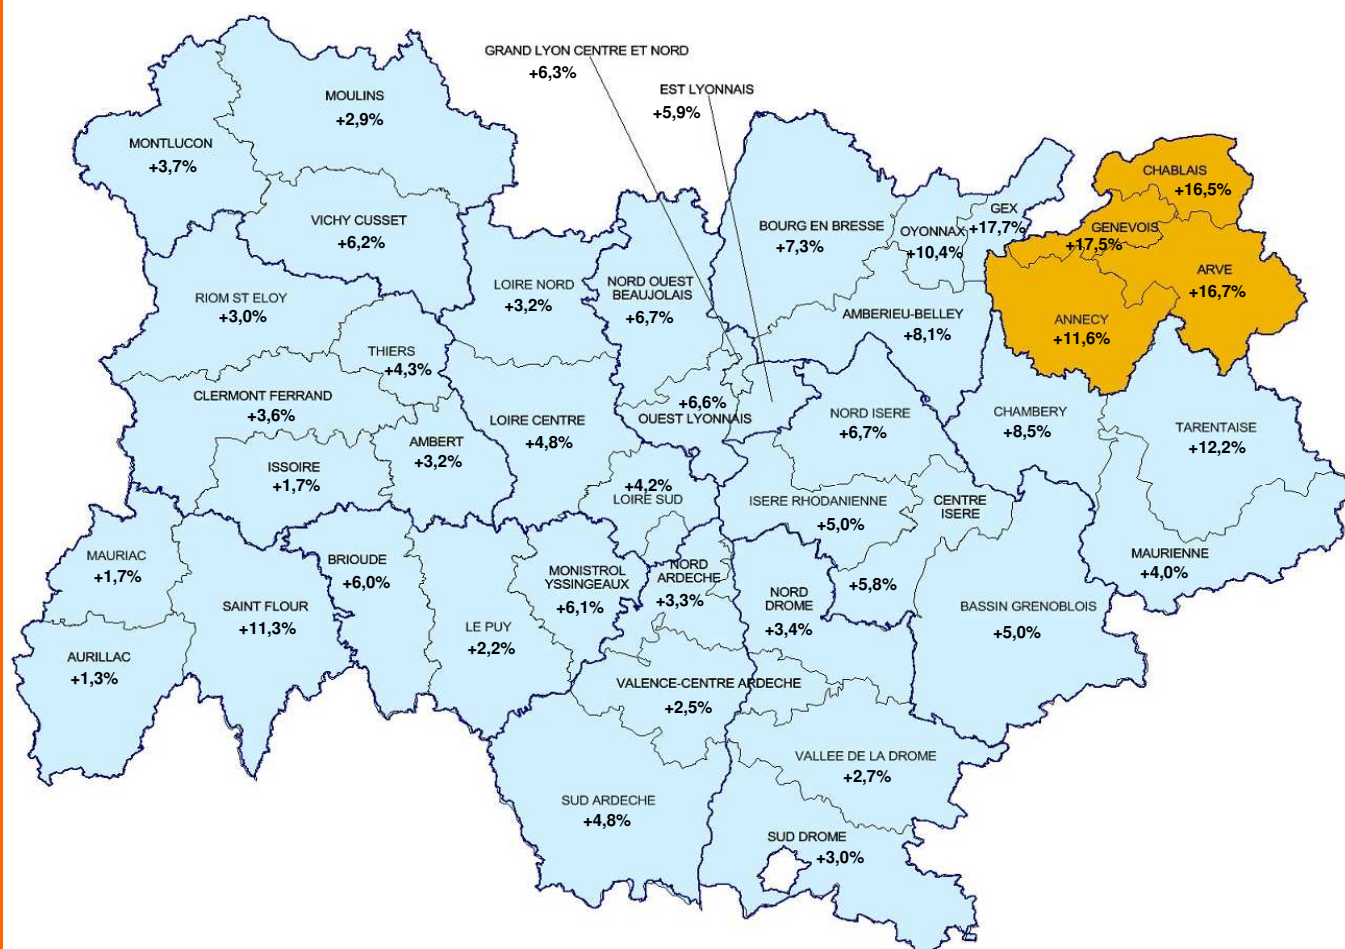 GRAND LYON CENTRE ET NORD
+6,3%
EST LYONNAIS
+5,9%
MOULINS
+2,9%
MONTLUCON
+3,7%
VICHY CUSSET
+6,2%
CHABLAIS
+16,5%
GEX
+17,7%
BOURG EN BRESSE
+7,3%
OYONNAX
+10,4%
GENEVOIS
+17,5%
ARVE
+16,7%
LOIRE NORD
+3,2%
NORD OUEST
BEAUJOLAIS
+6,7%
RIOM ST ELOY
+3,0%
AMBERIEU-BELLEY
+8,1%
ANNECY
+11,6%
THIERS
+4,3%
CLERMONT FERRAND
+3,6%
+6,6%
OUEST LYONNAIS
LOIRE CENTRE
+4,8%
NORD ISERE
+6,7%
CHAMBERY
+8,5%
TARENTAISE
+12,2%
AMBERT
+3,2%
ISSOIRE
+1,7%
+4,2%
LOIRE SUD
ISERE RHODANIENNE
+5,0%
CENTRE
ISERE
+5,8%
MAURIAC
+1,7%
BRIOUDE
+6,0%
MONISTROL
YSSINGEAUX
+6,1%
NORD
ARDECHE
+3,3%
MAURIENNE
+4,0%
NORD
DROME
+3,4%
SAINT FLOUR
+11,3%
BASSIN GRENOBLOIS
+5,0%
LE PUY
+2,2%
AURILLAC
+1,3%
VALENCE-CENTRE ARDECHE
+2,5%
VALLEE DE LA DROME
+2,7%
SUD ARDECHE
+4,8%
SUD DROME
+3,0%